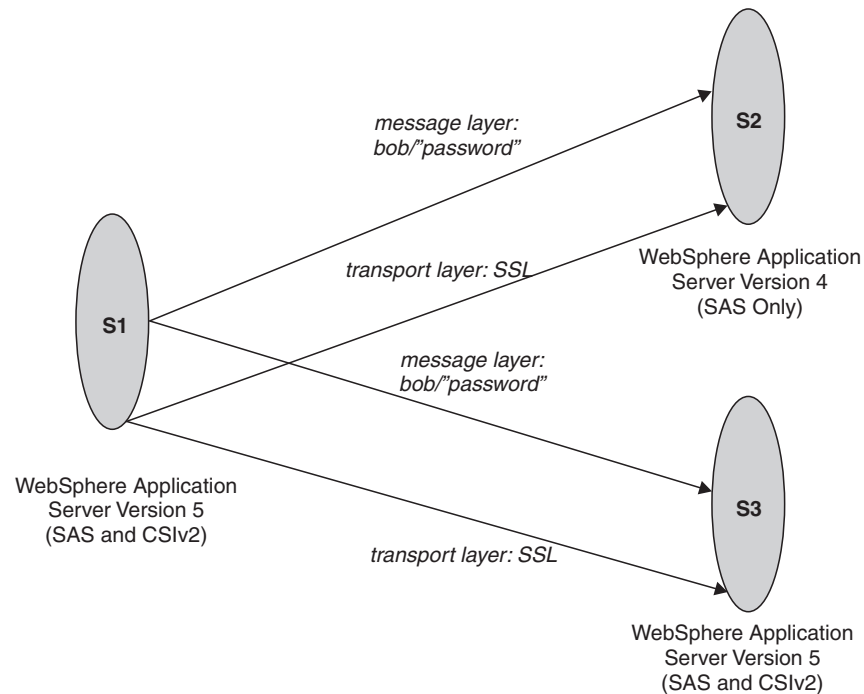 message layer:
bob/”password”
S2
transport layer: SSL
WebSphere Application
Server Version 4
(SAS Only)
S1
message layer:
bob/”password”
WebSphere Application
Server Version 5
(SAS and CSIv2)
S3
transport layer: SSL
WebSphere Application
Server Version 5
(SAS and CSIv2)